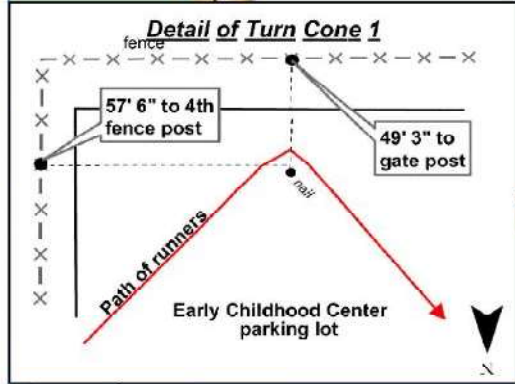 Detail of Turn Cone 1
fence
57' 6" to 4th
fence post
49' 3" to
gate post
nail
Path of runners
Early Childhood Center
parking lot
N